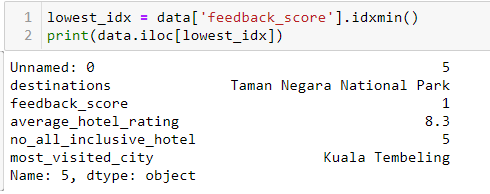 1 lowest_idx = data['feedback_score'].idxmin()
2 print(data.iloc[lowest_idx])
Unnamed: 0 5
destinations Taman Negara National Park
feedback_score 1
average_hotel_rating 8.3
no_all_inclusive_hotel 5
most_visited_city Kuala Tembeling
Name: 5, dtype: object